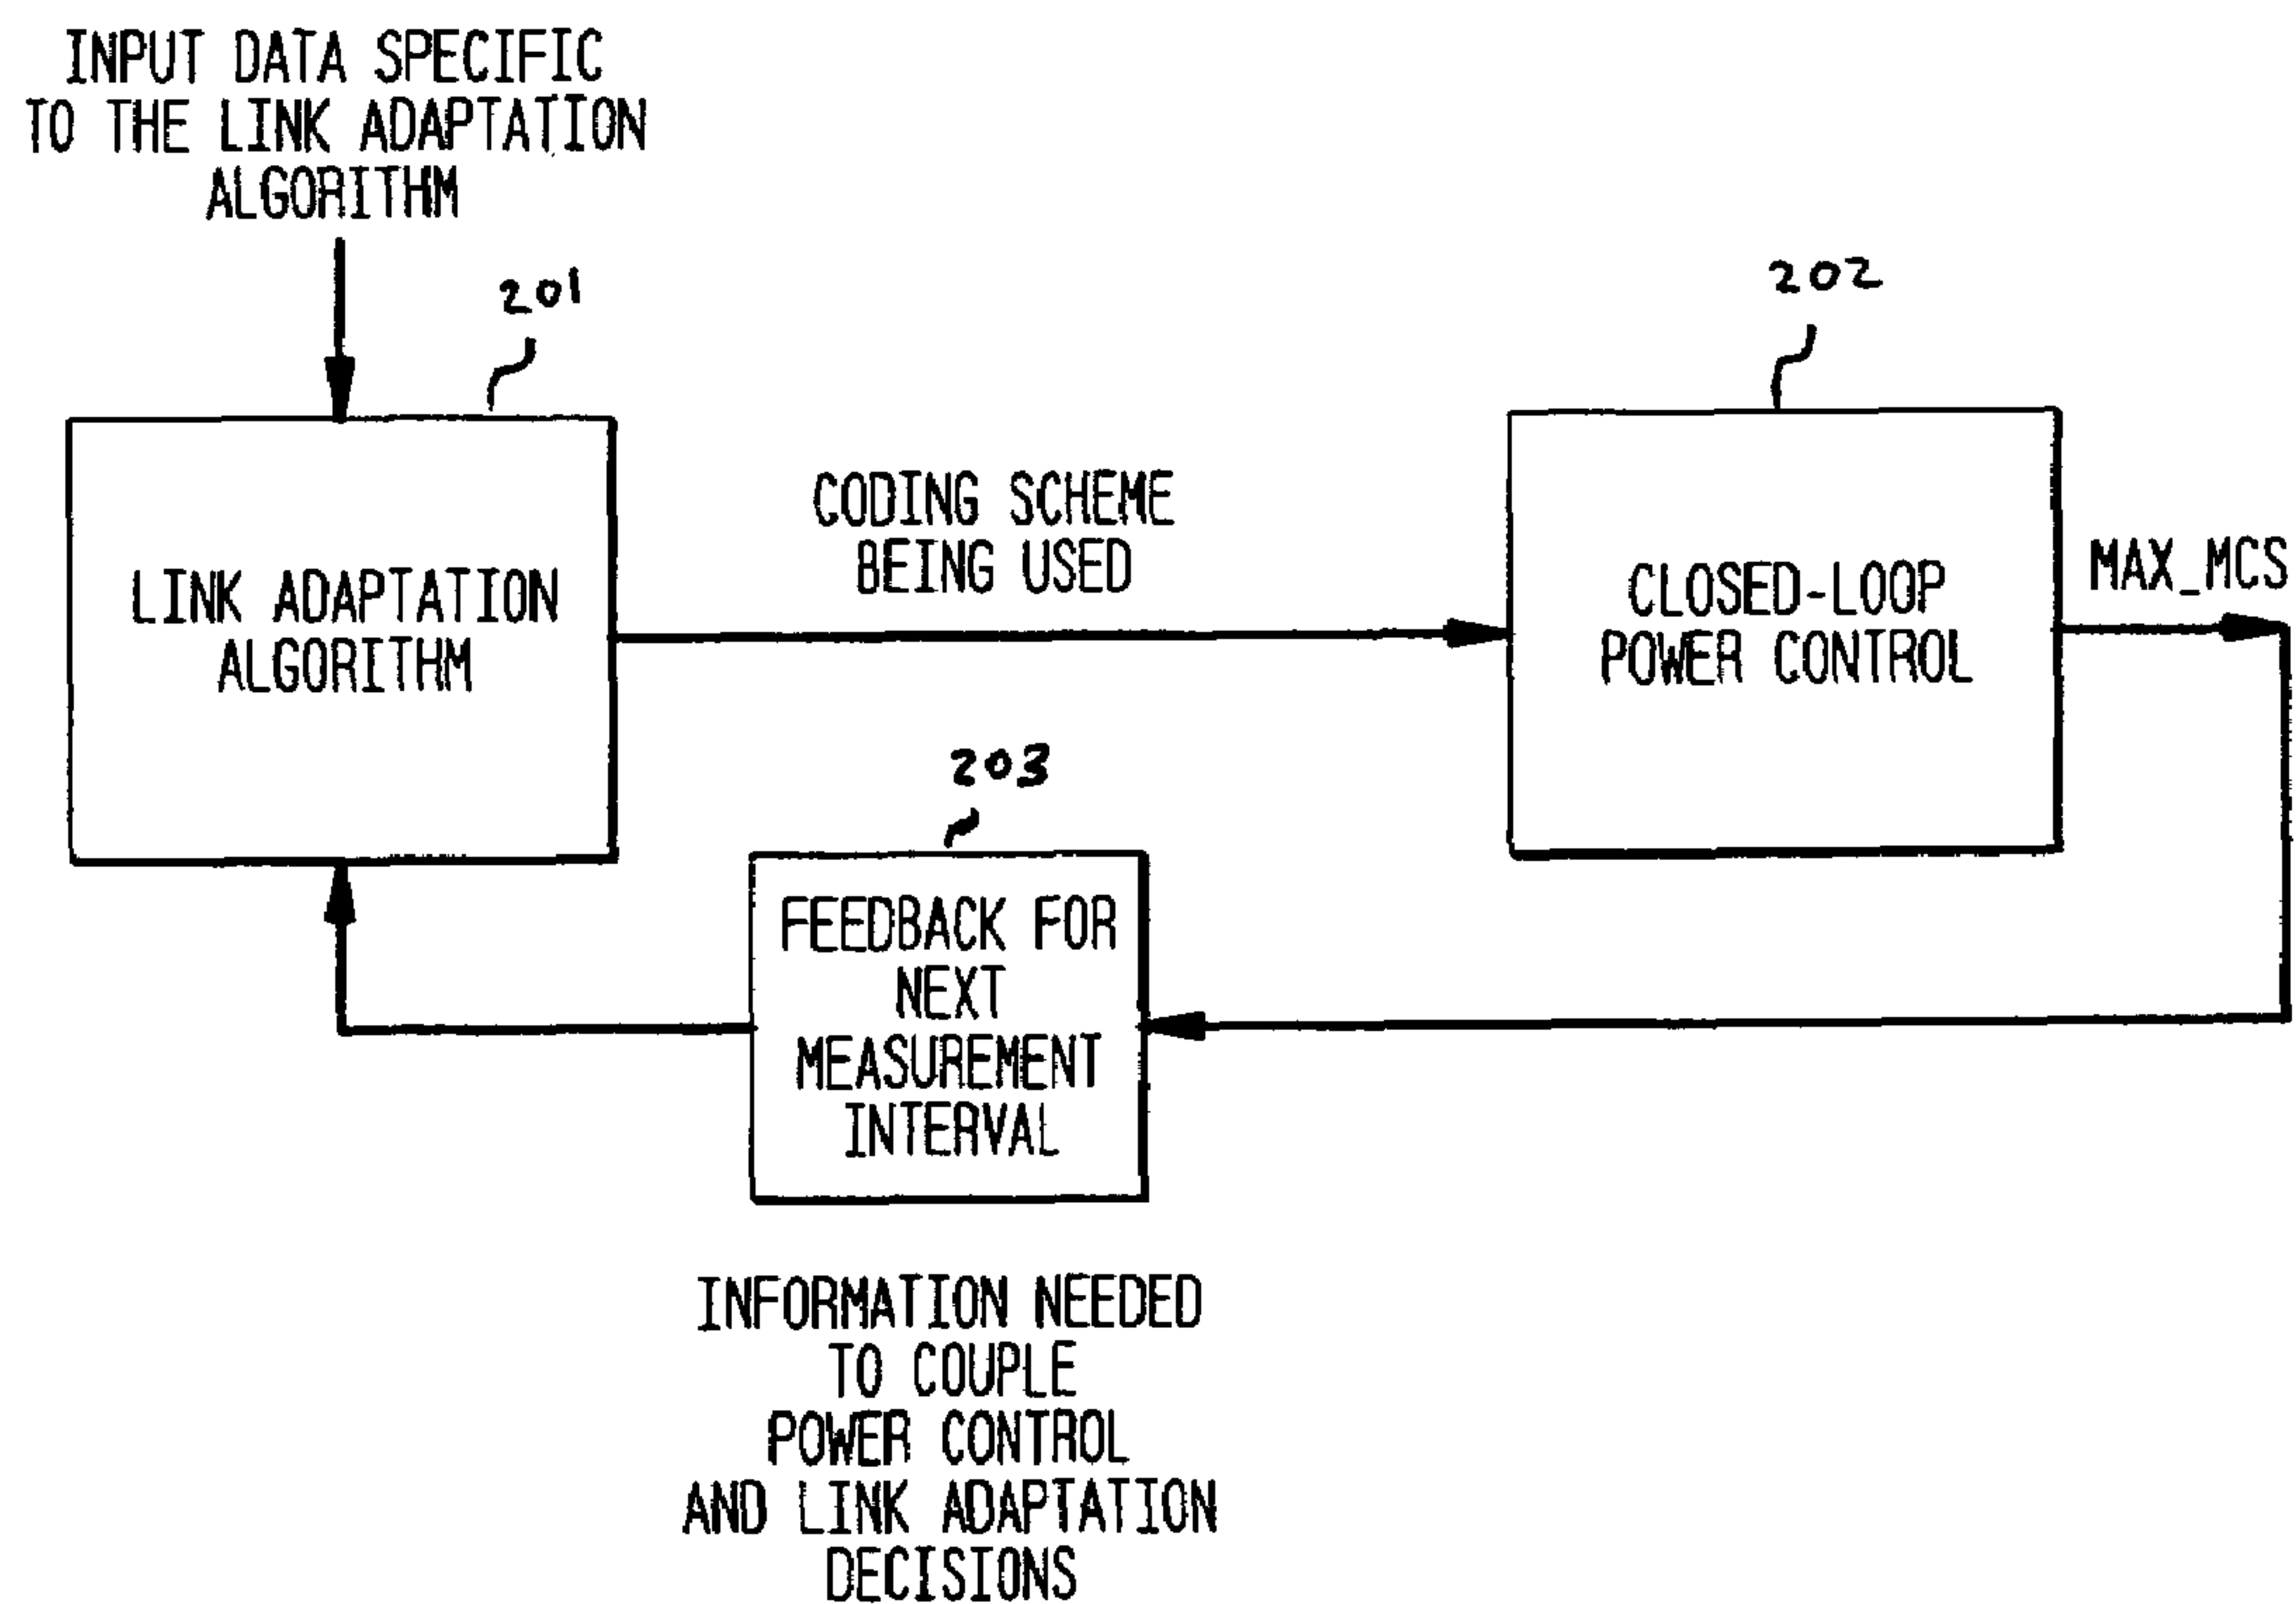 INPUT DATA SPECIFIC
TO THE LINK ADAPTATION
ALGORITHM
201
202
LINK ADAPTATION
ALGORITHM
CODING SCHEME
BEING USED
CLOSED-LOOP
POWER CONTROL
MAX_MCS
203
FEEDBACK FOR
NEXT
MEASUREMENT
INTERVAL
INFORMATION NEEDED
TO COUPLE
POWER CONTROL
AND LINK ADAPTATION
DECISIONS